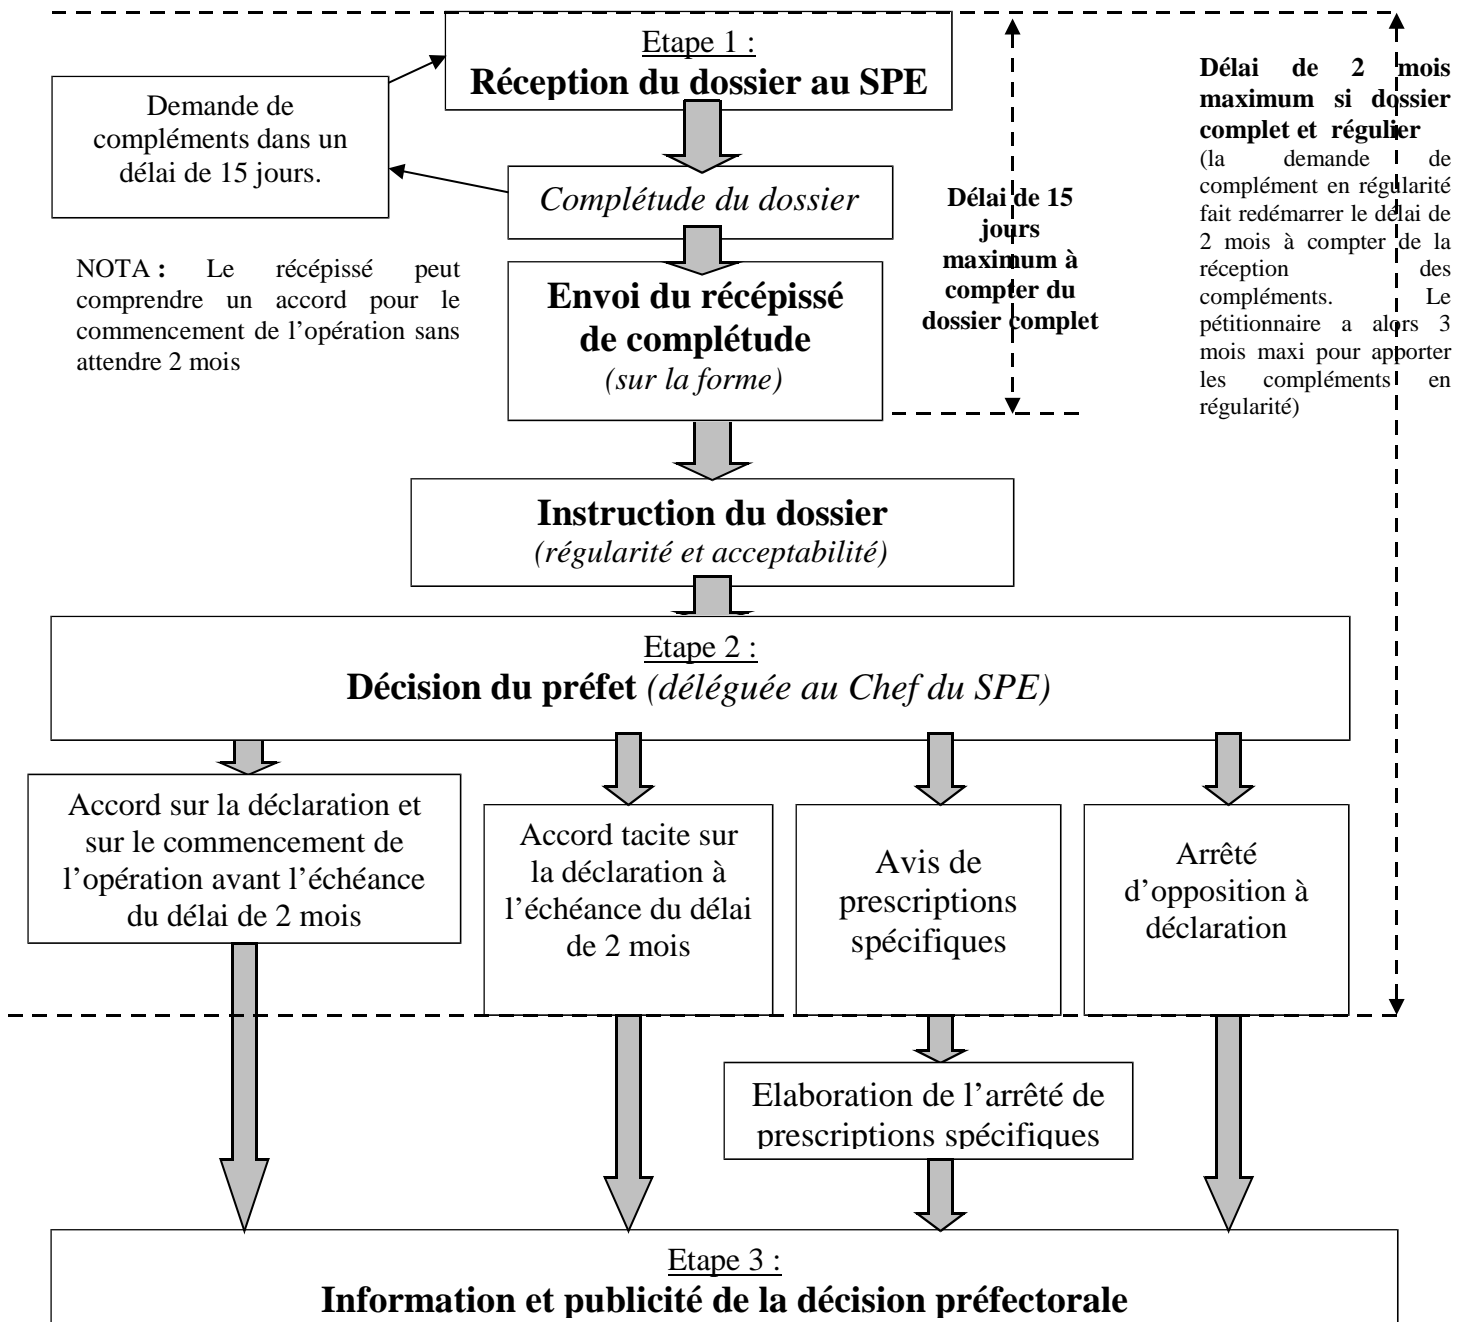 Etape 1 :
Réception du dossier au SPE
Demande de
compléments dans un
délai de 15 jours.
Complétude du dossier
NOTA : Le récépissé peut
comprendre un accord pour le
commencement de l’opération sans
attendre 2 mois
Envoi du récépissé
de complétude
(sur la forme)
Délai de 15
jours
maximum à
compter du
dossier complet
Délai de 2 mois
maximum si dossier
complet et régulier
(la demande de
complément en régularité
fait redémarrer le délai de
2 mois à compter de la
réception des
compléments. Le
pétitionnaire a alors 3
mois maxi pour apporter
les compléments en
régularité)
Instruction du dossier
(régularité et acceptabilité)
Etape 2 :
Décision du préfet (déléguée au Chef du SPE)
Accord sur la déclaration et
sur le commencement de
l’opération avant l’échéance
du délai de 2 mois
Accord tacite sur
la déclaration à
l’échéance du délai
de 2 mois
Avis de
prescriptions
spécifiques
Arrêté
d’opposition à
déclaration
Elaboration de l’arrêté de
prescriptions spécifiques
Etape 3 :
Information et publicité de la décision préfectorale